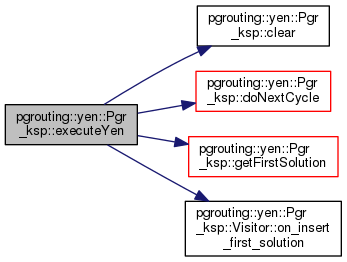 pgrouting::yen::Pgr
_ksp::executeYen
pgrouting::yen::Pgr
_ksp::clear
pgrouting::yen::Pgr
_ksp::doNextCycle
pgrouting::yen::Pgr
_ksp::getFirstSolution
pgrouting::yen::Pgr
_ksp::Visitor::on_insert
_first_solution